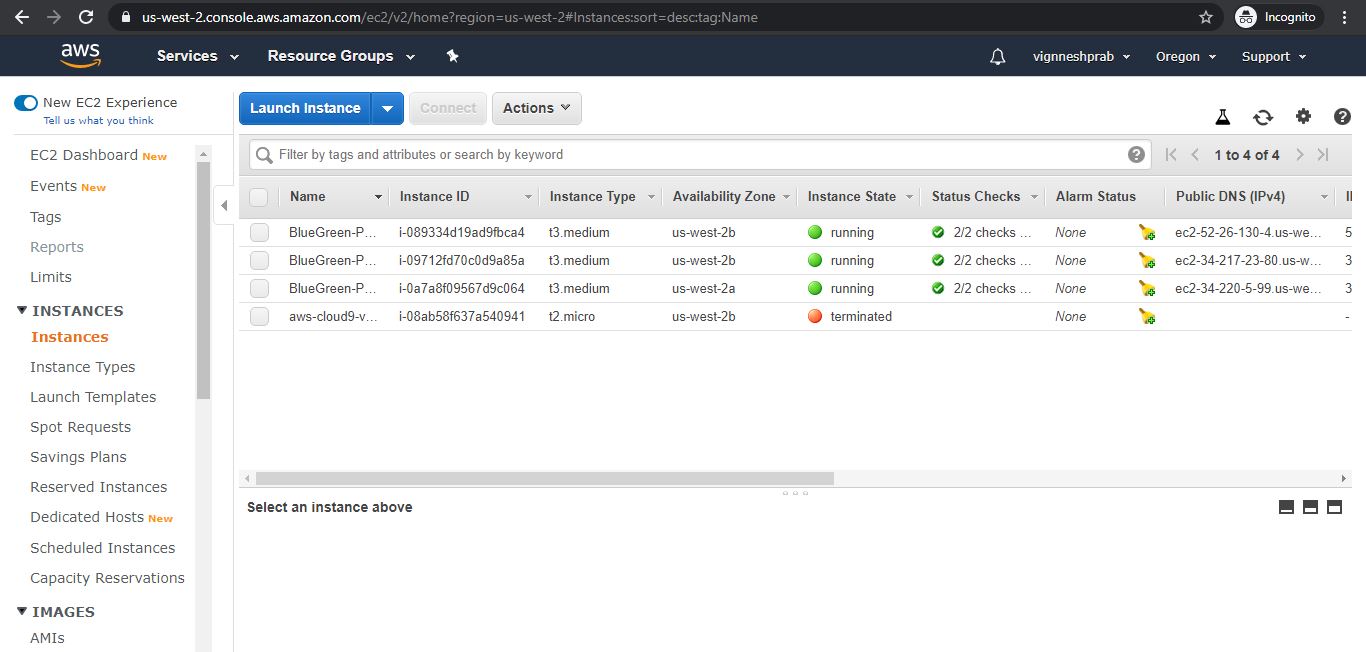 us-west-2.console.aws.amazon.com/ec2/v2/home?region=us-west-2#Instances:sort=desc:tag:Name
Incognito
aws
Services
Resource Groups
vignneshprab
Oregon
Support
New EC2 Experience
Tell us what you think
EC2 Dashboard New
Events New
Tags
Reports
Limits
INSTANCES
Instances
Instance Types
Launch Templates
Spot Requests
Savings Plans
Reserved Instances
Dedicated Hosts New
Scheduled Instances
Capacity Reservations
IMAGES
AMIs
Launch Instance
Connect
Actions
Filter by tags and attributes or search by keyword
1 to 4 of 4
Name Instance ID Instance Type Availability Zone Instance State Status Checks Alarm Status Public DNS (IPv4)
BlueGreen-P... i-089334d19ad9fbca4 t3.medium us-west-2b running 2/2 checks ... None ec2-52-26-130-4.us-we... 5
BlueGreen-P... i-09712fd70c0d9a85a t3.medium us-west-2b running 2/2 checks ... None ec2-34-217-23-80.us-w... 3
BlueGreen-P... i-0a7a8f09567d9c064 t3.medium us-west-2a running 2/2 checks ... None ec2-34-220-5-99.us-we... 3
aws-cloud9-v... i-08ab58f637a540941 t2.micro us-west-2b terminated None -
Select an instance above